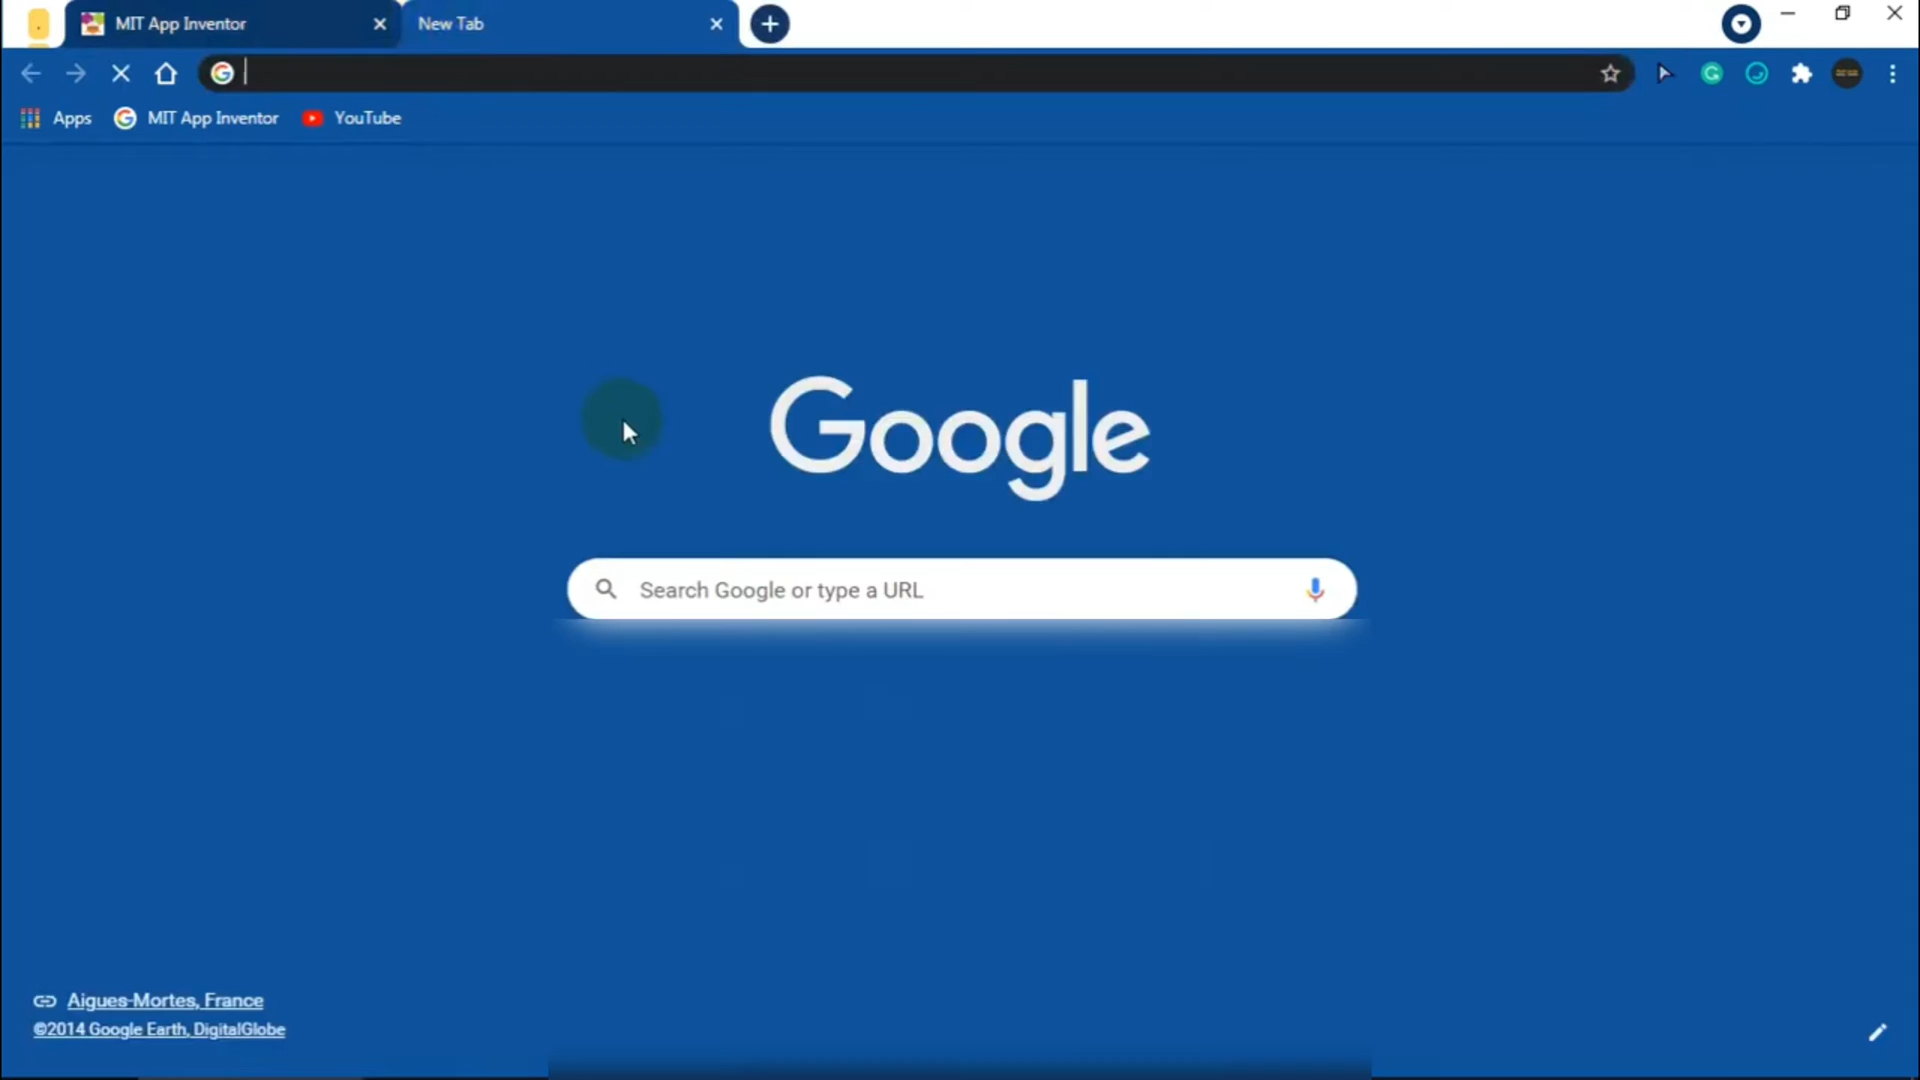 MIT App Inventor
New Tab
Apps
MIT App Inventor
YouTube
Google
Search Google or type a URL
Aigues-Mortes, France
©2014 Google Earth, DigitalGlobe